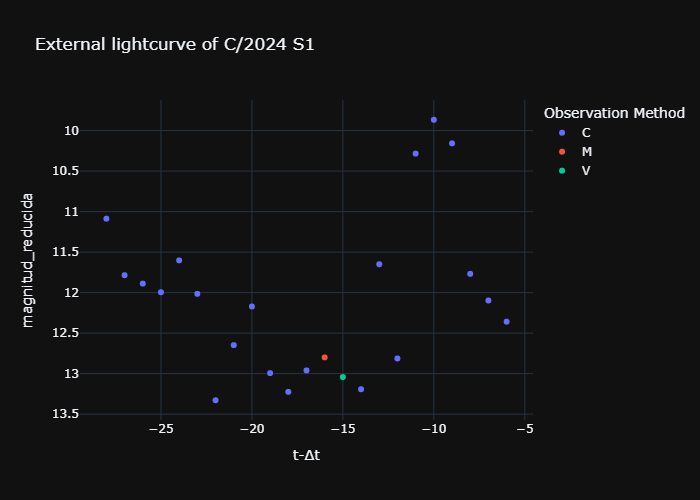 External lightcurve of C/2024 S1
Observation Method
C
M
V
magnitud_reducida
10
10.5
11
11.5
12
12.5
13
13.5
−25
−20
−15
−10
−5
t-Δt